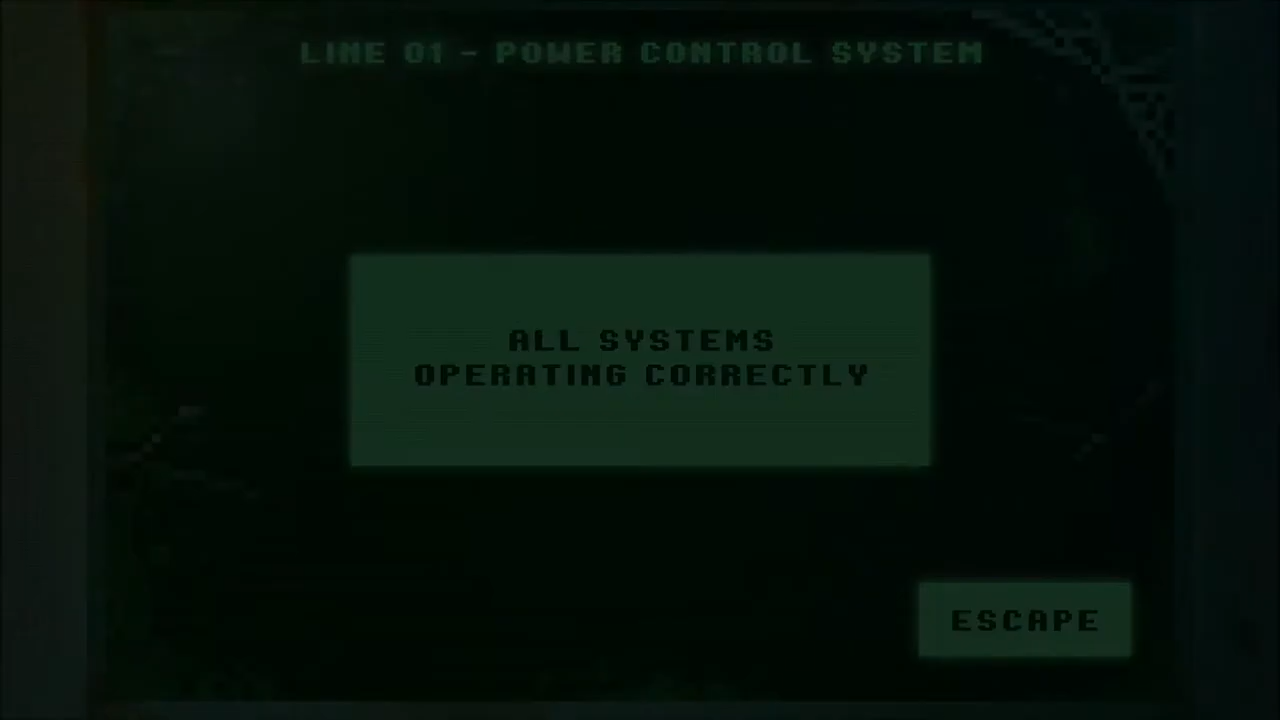 LINE 01 - POWER CONTROL SYSTEM
ALL SYSTEMS
OPERATING CORRECTLY
ESCAPE